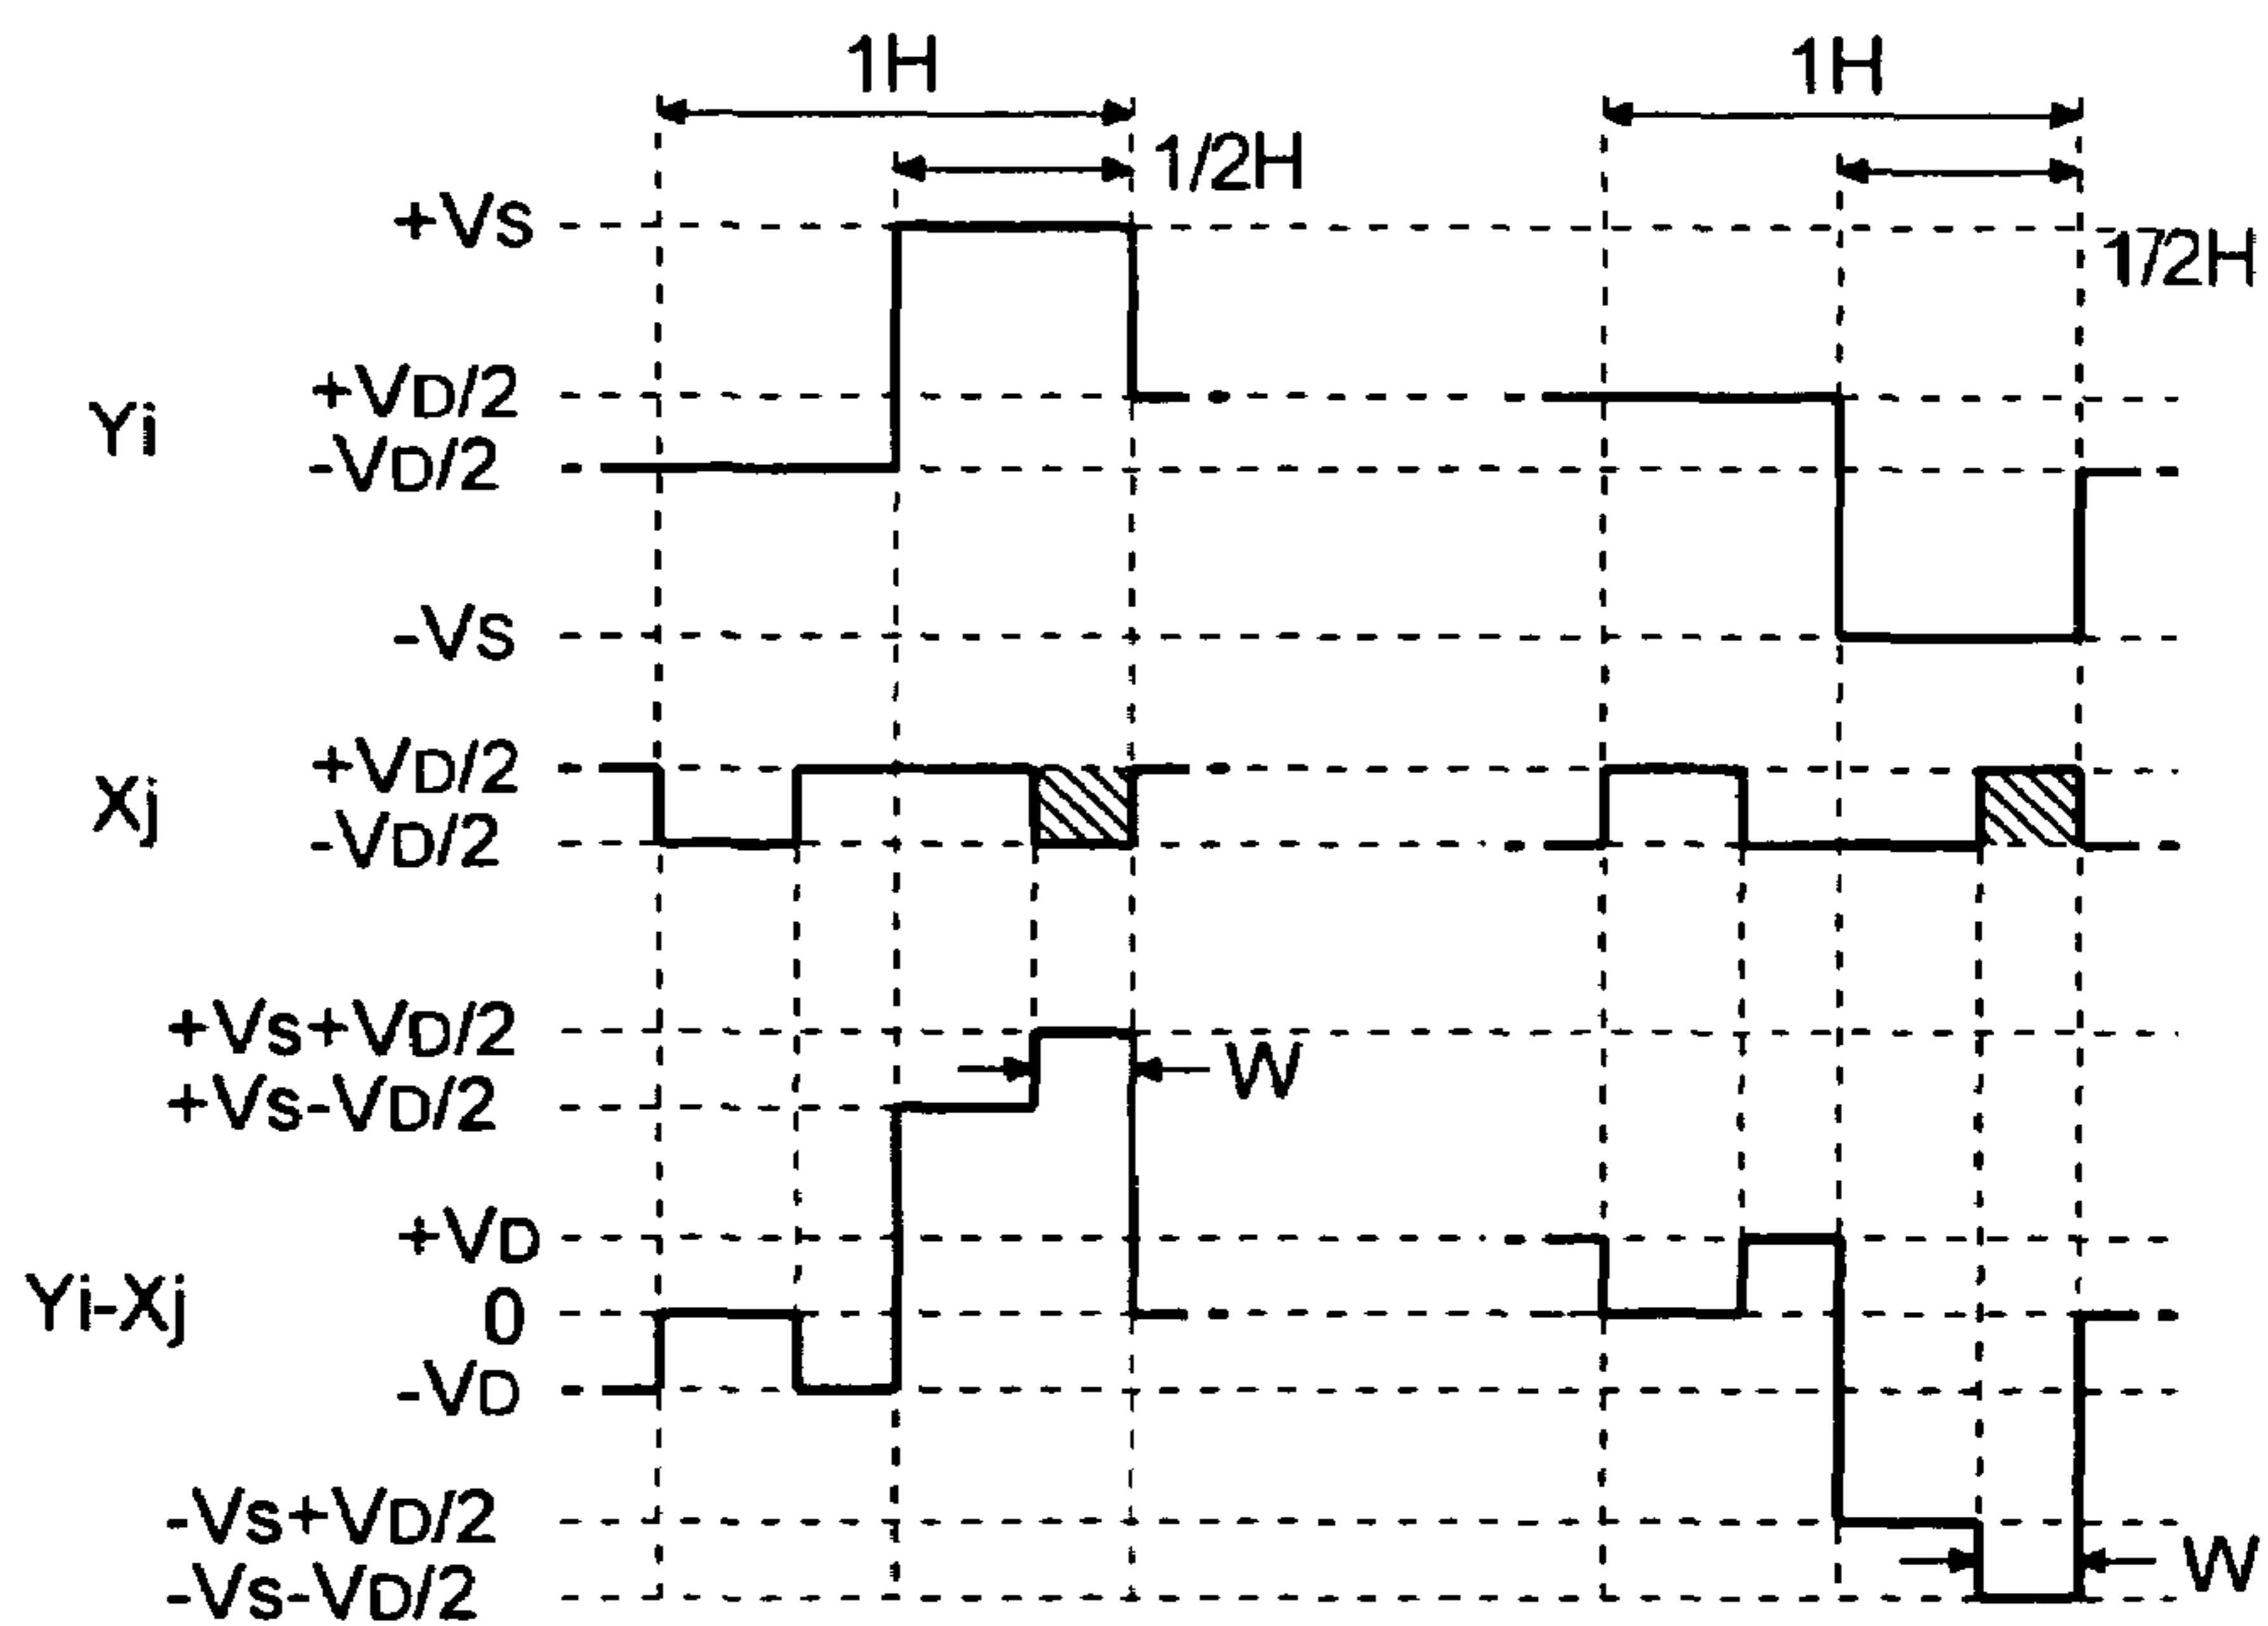 1H
1H
1/2H
1/2H
+VS
+VD/2
Yi
-VD/2
-VS
+VD/2
Xj
-VD/2
+VS+VD/2
W
+VS-VD/2
+VD
Yi-Xj
0
-VD
-VS+VD/2
W
-VS-VD/2